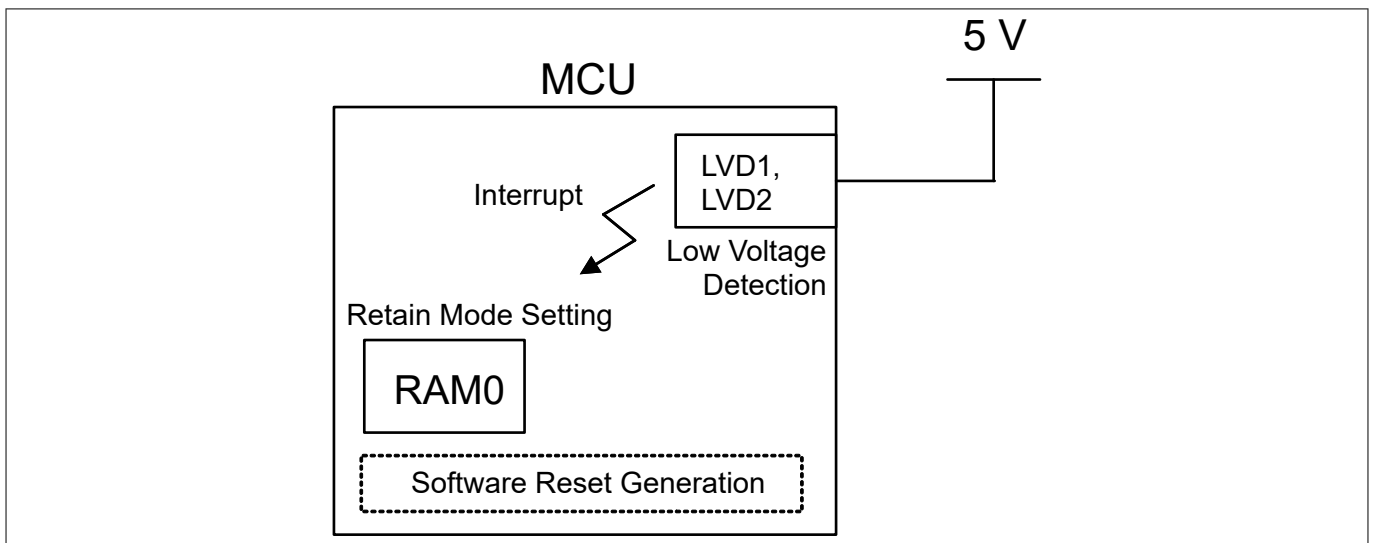 5 V
MCU
LVD1,
LVD2
Interrupt
Low Voltage
Detection
Retain Mode Setting
RAM0
Software Reset Generation